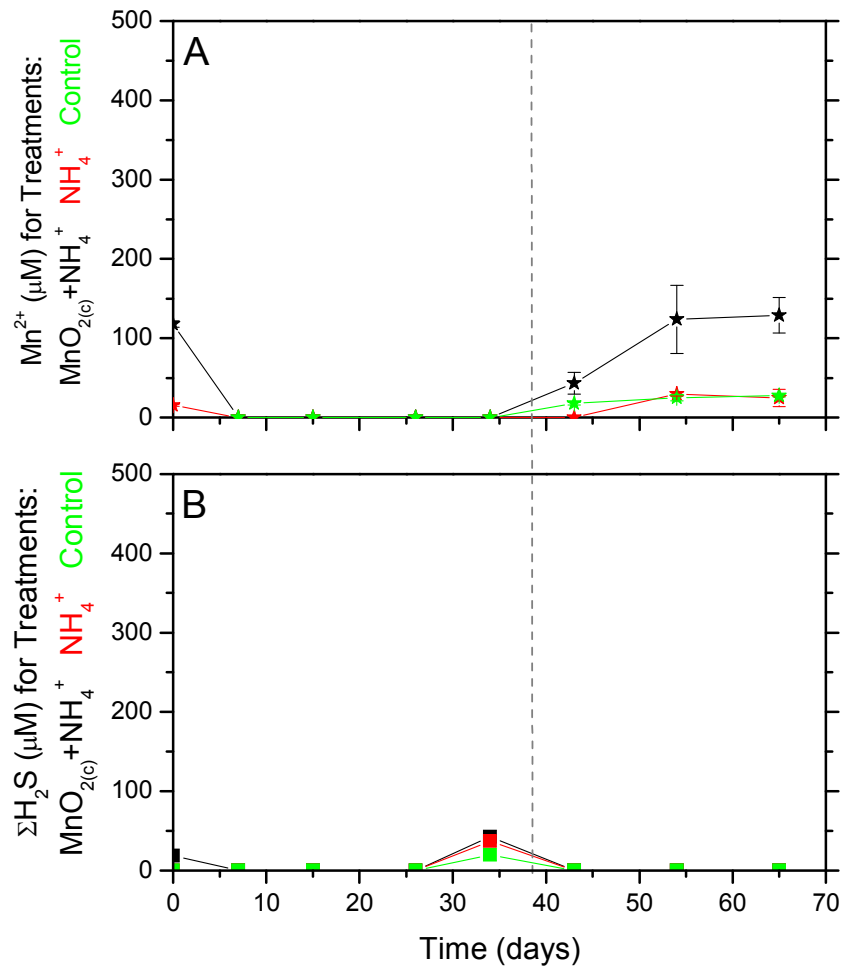 A
Mn²⁺ (μM) for Treatments:
MnO₂₍c₎+NH₄⁺ NH₄⁺ Control
500
400
300
200
100
0
B
ΣH₂S (μM) for Treatments:
MnO₂₍c₎+NH₄⁺ NH₄⁺ Control
500
400
300
200
100
0
0 10 20 30 40 50 60 70
Time (days)